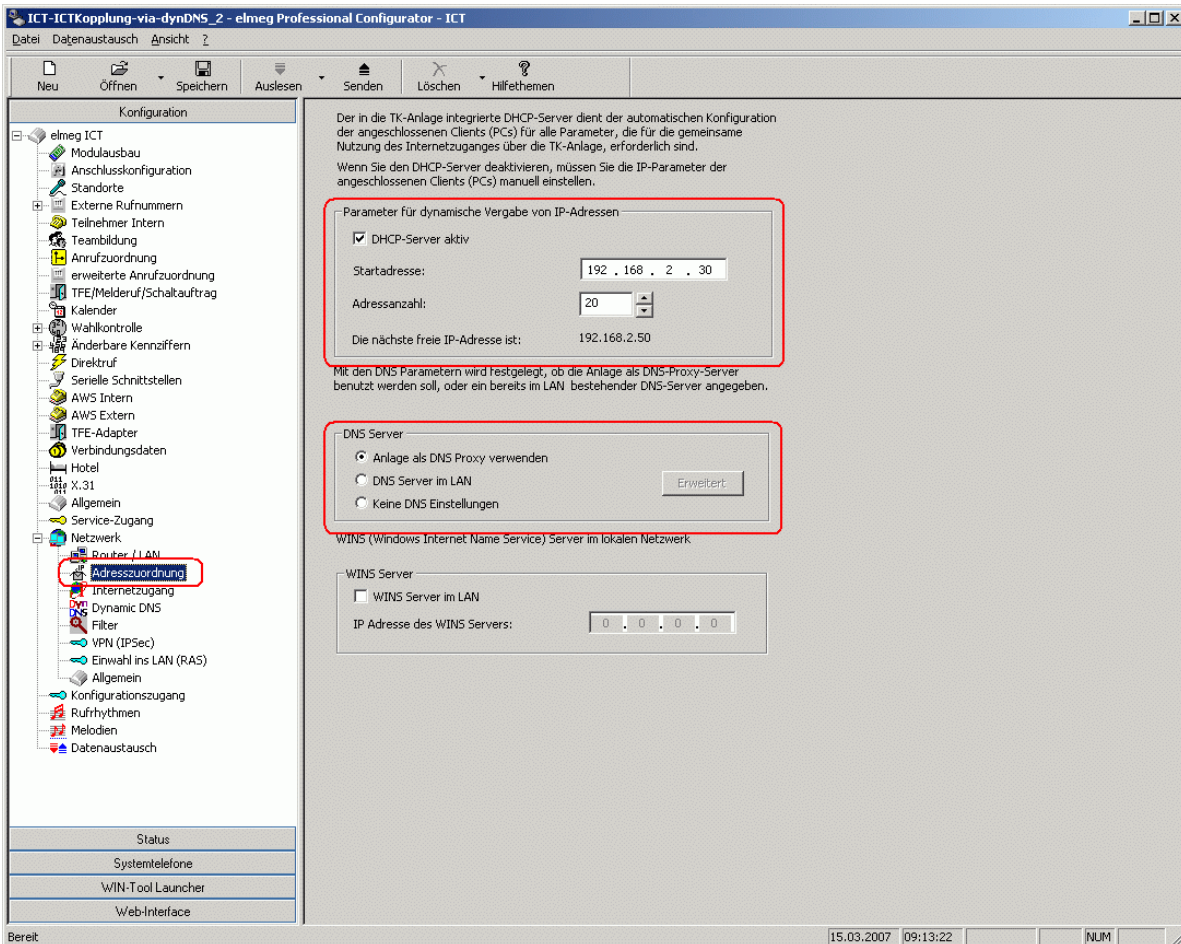 ICT-ICTKopplung-via-dynDNS_2 - elmeg Professional Configurator - ICT
Datei Datenaustausch Ansicht ?
Neu Öffnen Speichern Auslesen Senden Löschen Hilfethemen
Konfiguration
elmeg ICT
Modulausbau
Anschlusskonfiguration
Standorte
Externe Rufnummern
Teilnehmer Intern
Teambildung
Anrufzuordnung
erweiterte Anrufzuordnung
TFE/Melderuf/Schaltauftrag
Kalender
Wahlkontrolle
Änderbare Kennziffern
Direktruf
Serielle Schnittstellen
AWS Intern
AWS Extern
TFE-Adapter
Verbindungsdaten
Hotel
X.31
Allgemein
Service-Zugang
Netzwerk
Router / LAN
Adresszuordnung
Internetzugang
Dynamic DNS
Filter
VPN (IPSec)
Einwahl ins LAN (RAS)
Allgemein
Konfigurationszugang
Rufrhythmen
Melodien
Datenaustausch
Status
Systemtelefone
WIN-Tool Launcher
Web-Interface
Der in die TK-Anlage integrierte DHCP-Server dient der automatischen Konfiguration
der angeschlossenen Clients (PCs) für alle Parameter, die für die gemeinsame
Nutzung des Internetzuganges über die TK-Anlage, erforderlich sind.
Wenn Sie den DHCP-Server deaktivieren, müssen Sie die IP-Parameter der
angeschlossenen Clients (PCs) manuell einstellen.
Parameter für dynamische Vergabe von IP-Adressen
DHCP-Server aktiv
Startadresse: 192 . 168 . 2 . 30
Adressanzahl: 20
Die nächste freie IP-Adresse ist: 192.168.2.50
Mit den DNS Parametern wird festgelegt, ob die Anlage als DNS-Proxy-Server
benutzt werden soll, oder ein bereits im LAN bestehender DNS-Server angegeben.
DNS Server
Anlage als DNS Proxy verwenden
DNS Server im LAN
Erweitert
Keine DNS Einstellungen
WINS (Windows Internet Name Service) Server im lokalen Netzwerk
WINS Server
WINS Server im LAN
IP Adresse des WINS Servers: 0 . 0 . 0 . 0
Bereit 15.03.2007 09:13:22 NUM